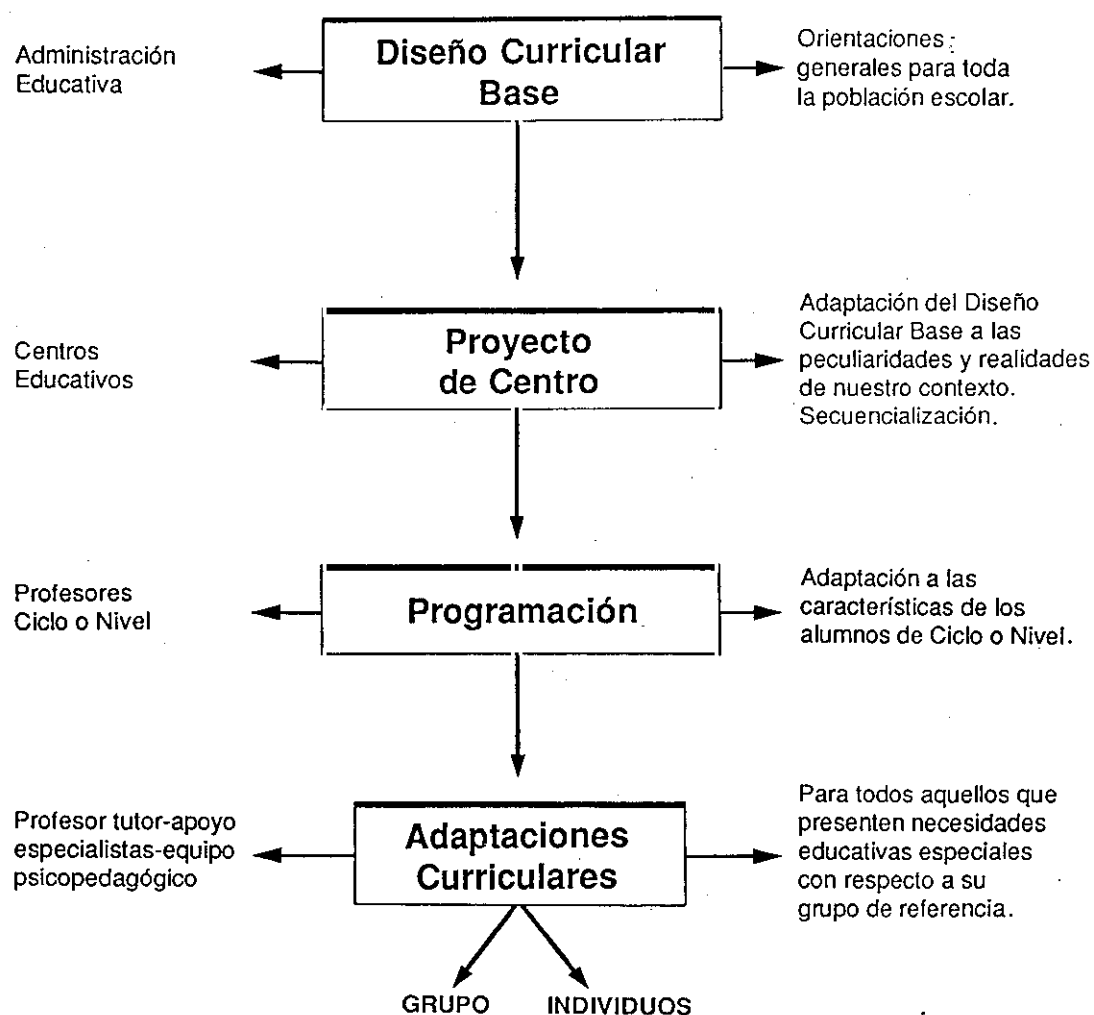 Administración
Educativa
Diseño Curricular
Base
Orientaciones
generales para toda
la población escolar.
Centros
Educativos
Proyecto
de Centro
Adaptación del Diseño
Curricular Base a las
peculiaridades y realidades
de nuestro contexto.
Secuencialización.
Profesores
Ciclo o Nivel
Programación
Adaptación a las
características de los
alumnos de Ciclo o Nivel.
Profesor tutor-apoyo
especialistas-equipo
psicopedagógico
Adaptaciones
Curriculares
Para todos aquellos que
presenten necesidades
educativas especiales
con respecto a su
grupo de referencia.
GRUPO
INDIVIDUOS